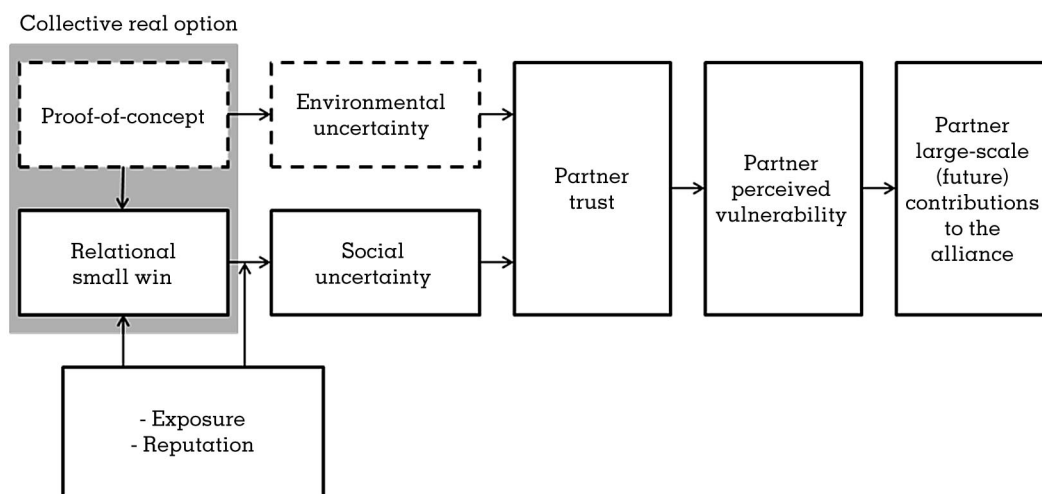 Collective real option
Proof-of-concept
Environmental
uncertainty
Relational
small win
Social
uncertainty
Partner
trust
Partner
perceived
vulnerability
Partner
large-scale
(future)
contributions
to the
alliance
- Exposure
- Reputation